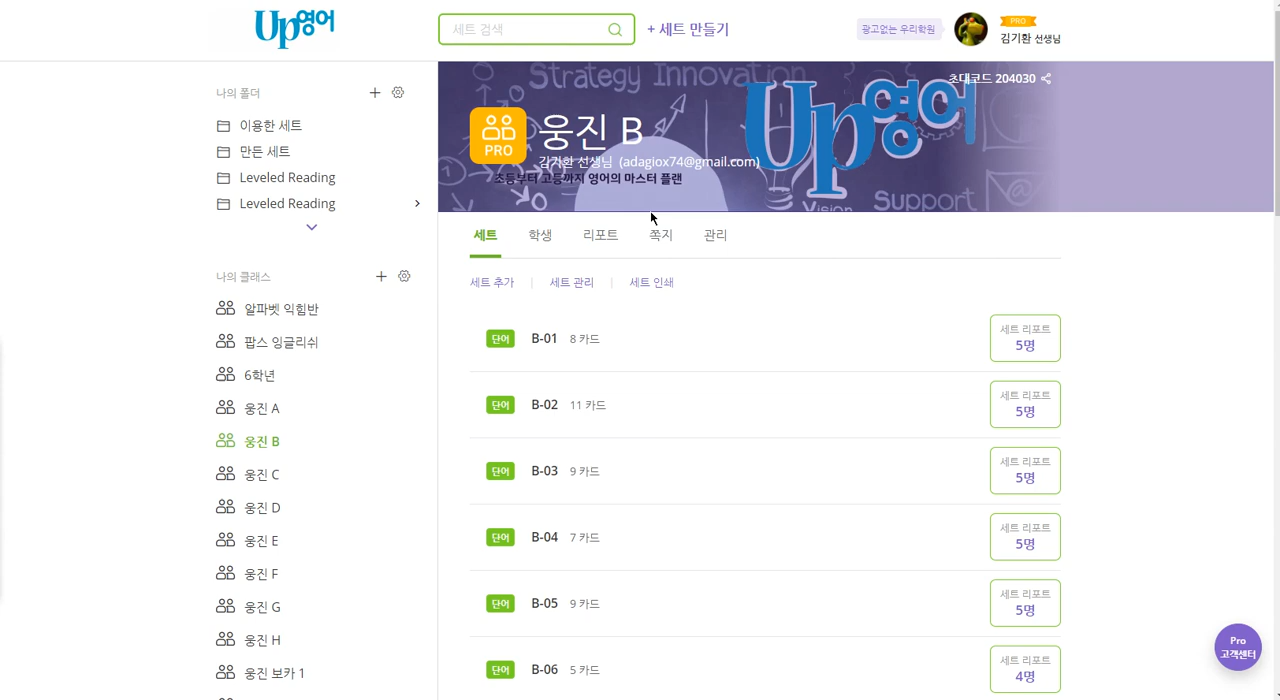 Up영어
세트 검색
+ 세트 만들기
광고없는 우리학원
PRO
김기환 선생님
나의 폴더
이용한 세트
만든 세트
Leveled Reading
Leveled Reading
나의 클래스
알파벳 익힘반
팝스 잉글리쉬
6학년
웅진 A
웅진 B
웅진 C
웅진 D
웅진 E
웅진 F
웅진 G
웅진 H
웅진 보카 1
Strategy Innovation
초대코드 204030
Up영어
PRO
웅진 B
김기환 선생님 (adagiox74@gmail.com)
초등부터 고등까지 영어의 마스터 플랜
Vision Support
세트 학생 리포트 쪽지 관리
세트 추가 | 세트 관리 | 세트 인쇄
단어 B-01 8 카드
세트 리포트
5명
단어 B-02 11 카드
세트 리포트
5명
단어 B-03 9 카드
세트 리포트
5명
단어 B-04 7 카드
세트 리포트
5명
단어 B-05 9 카드
세트 리포트
5명
단어 B-06 5 카드
세트 리포트
4명
Pro
고객센터